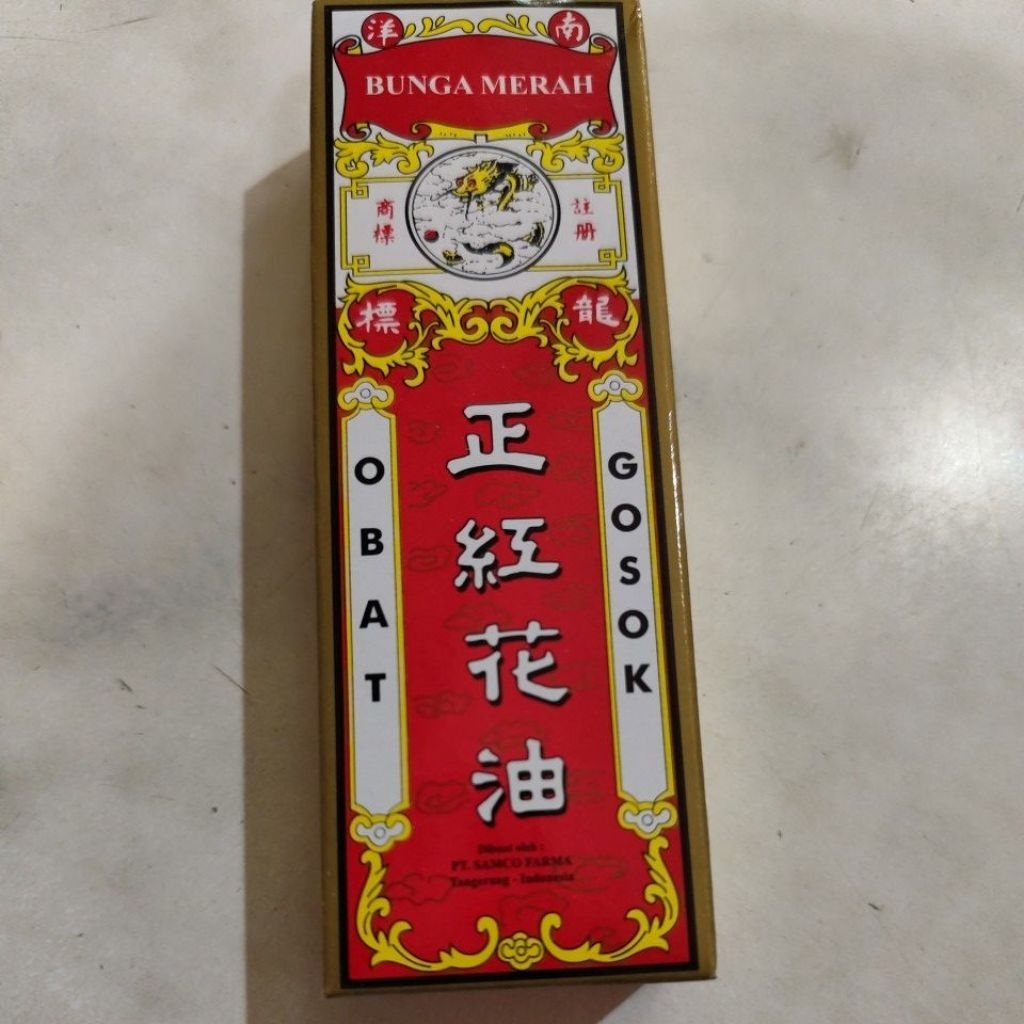 南洋
BUNGA MERAH
註册
商標
龍標
OBAT
GOSOK
正紅花油
Dibuat oleh :
PT. SAMCO FARMA
Tangerang - Indonesia